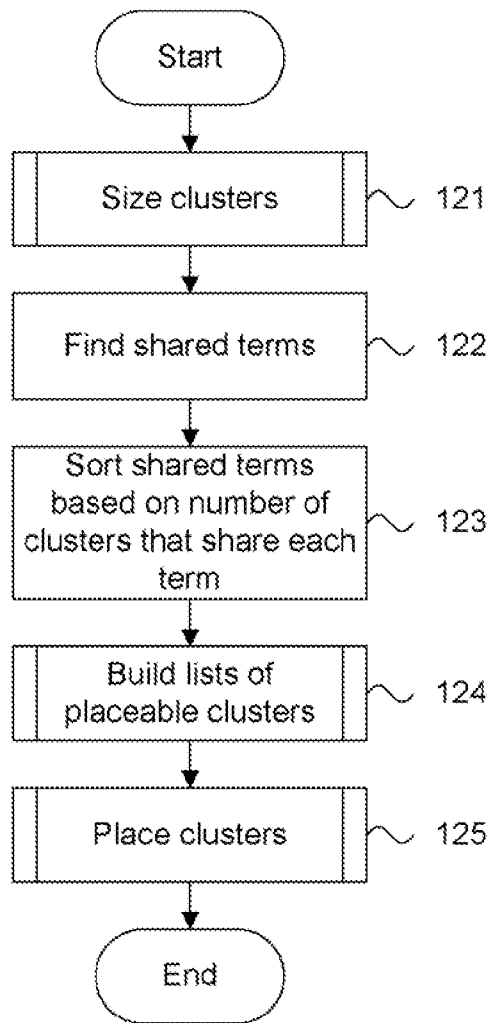 Start
Size clusters
121
Find shared terms
122
Sort shared terms
based on number of
clusters that share each
term
123
Build lists of
placeable clusters
124
Place clusters
125
End